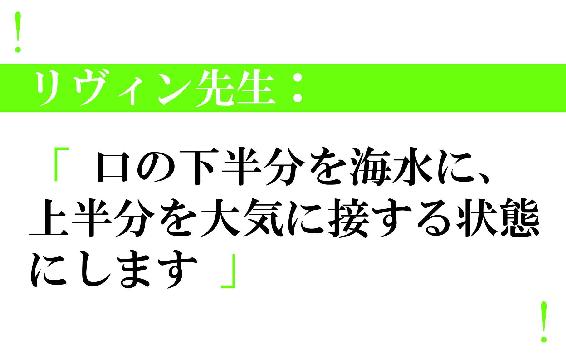 !
リヴィン先生：
「 口の下半分を海水に、
上半分を大気に接する状態
にします 」
!